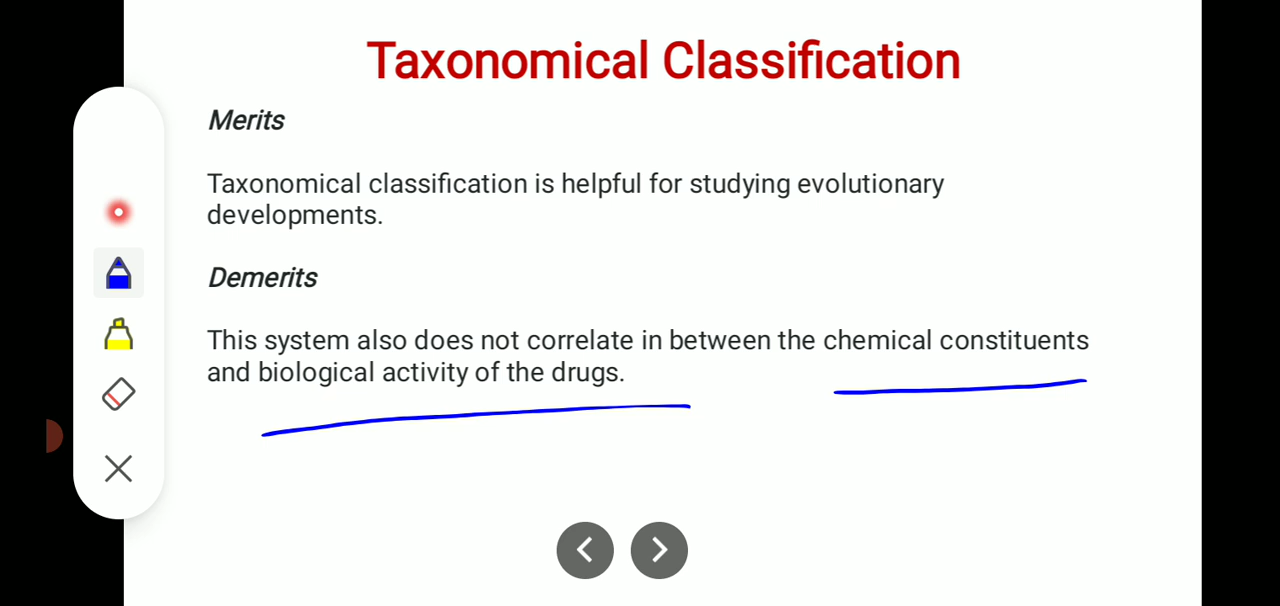 Taxonomical Classification
Merits
Taxonomical classification is helpful for studying evolutionary
developments.
Demerits
This system also does not correlate in between the chemical constituents
and biological activity of the drugs.